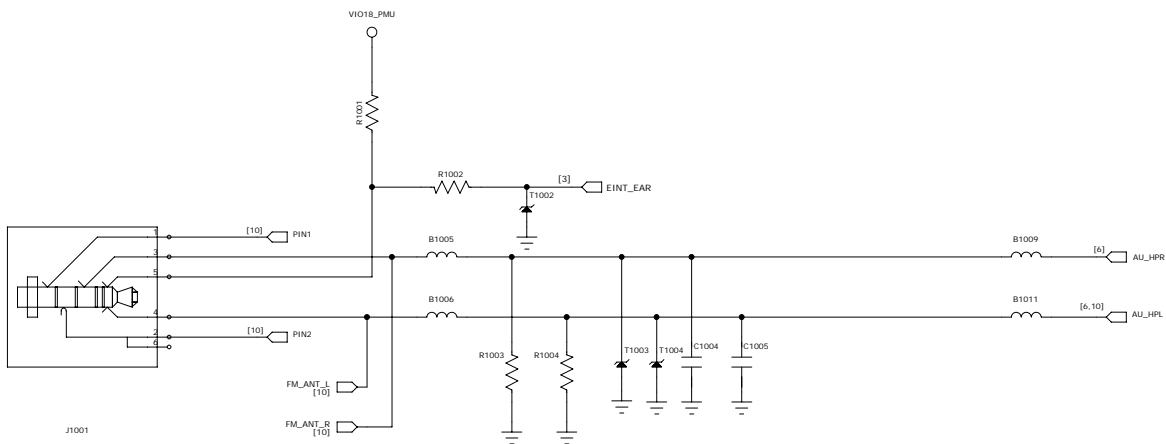 VIO18_PMU
R1001
R1002
[3]
EINT_EAR
T1002
1
[10]
PIN1
3
B1005
B1009
[6]
AU_HPR
5
B1006
B1011
[6,10]
AU_HPL
4
2
[10]
PIN2
6
R1003
R1004
T1003
T1004
C1004
C1005
FM_ANT_L
[10]
FM_ANT_R
[10]
J1001